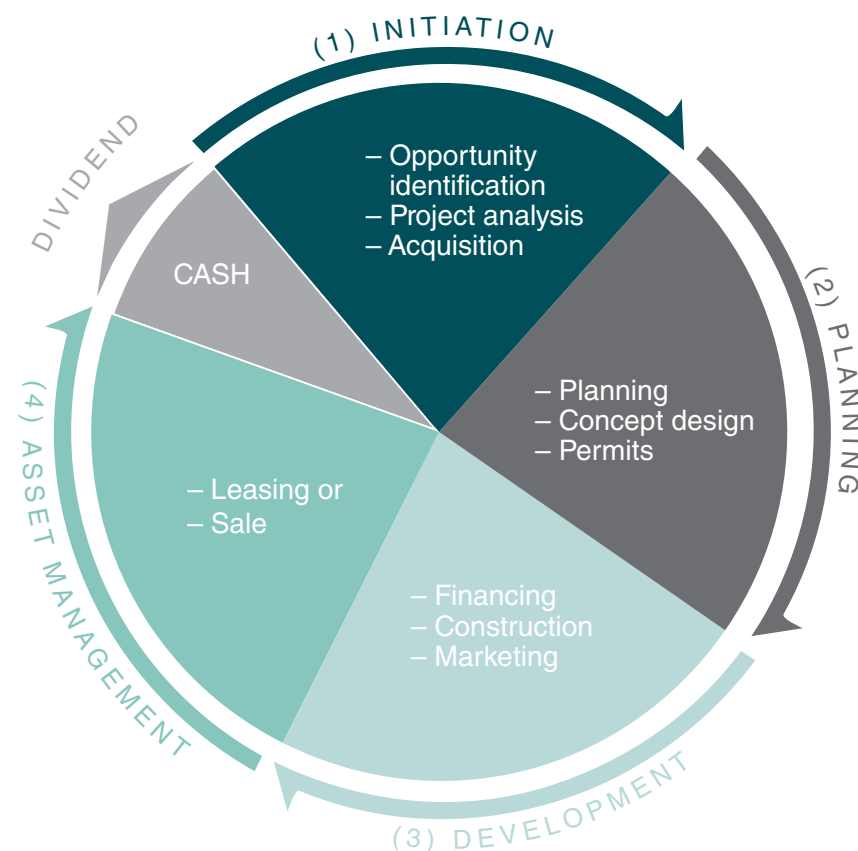 (1) INITIATION
– Opportunity
identification
– Project analysis
– Acquisition
(2) PLANNING
– Planning
– Concept design
– Permits
(3) DEVELOPMENT
– Financing
– Construction
– Marketing
(4) ASSET MANAGEMENT
– Leasing or
– Sale
DIVIDEND
CASH